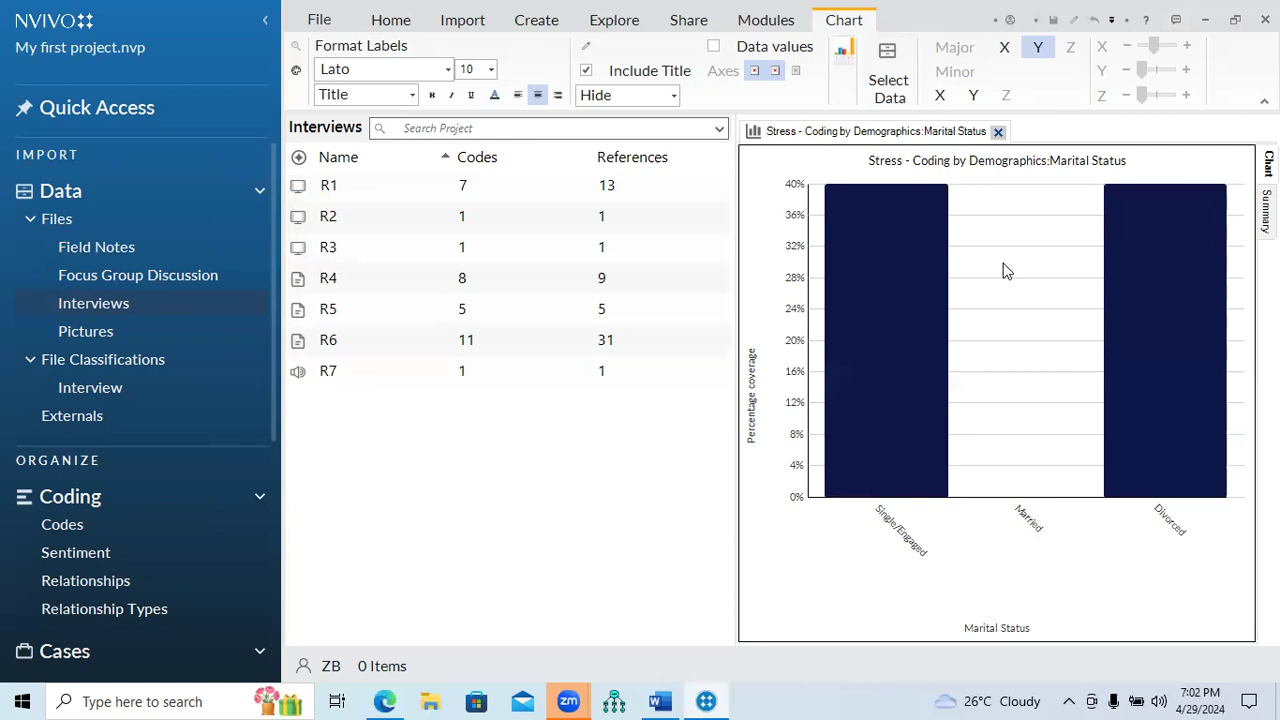 NVIVO
My first project.nvp
File Home Import Create Explore Share Modules Chart
Format Labels
Lato 10
Title
Data values
Include Title Axes
Hide
Select Data
Major X Y Z
Minor
X Y Z
X
Y
Z
Quick Access
IMPORT
Data
Files
Field Notes
Focus Group Discussion
Interviews
Pictures
File Classifications
Interview
Externals
ORGANIZE
Coding
Codes
Sentiment
Relationships
Relationship Types
Cases
Interviews Search Project
Name Codes References
R1 7 13
R2 1 1
R3 1 1
R4 8 9
R5 5 5
R6 11 31
R7 1 1
ZB 0 Items
Stress - Coding by Demographics:Marital Status
Stress - Coding by Demographics:Marital Status
Chart
Summary
40%
36%
32%
28%
24%
20%
16%
12%
8%
4%
0%
Percentage coverage
Single/Engaged Married Divorced
Marital Status
Type here to search
zm
26°C Cloudy
7:02 PM
4/29/2024